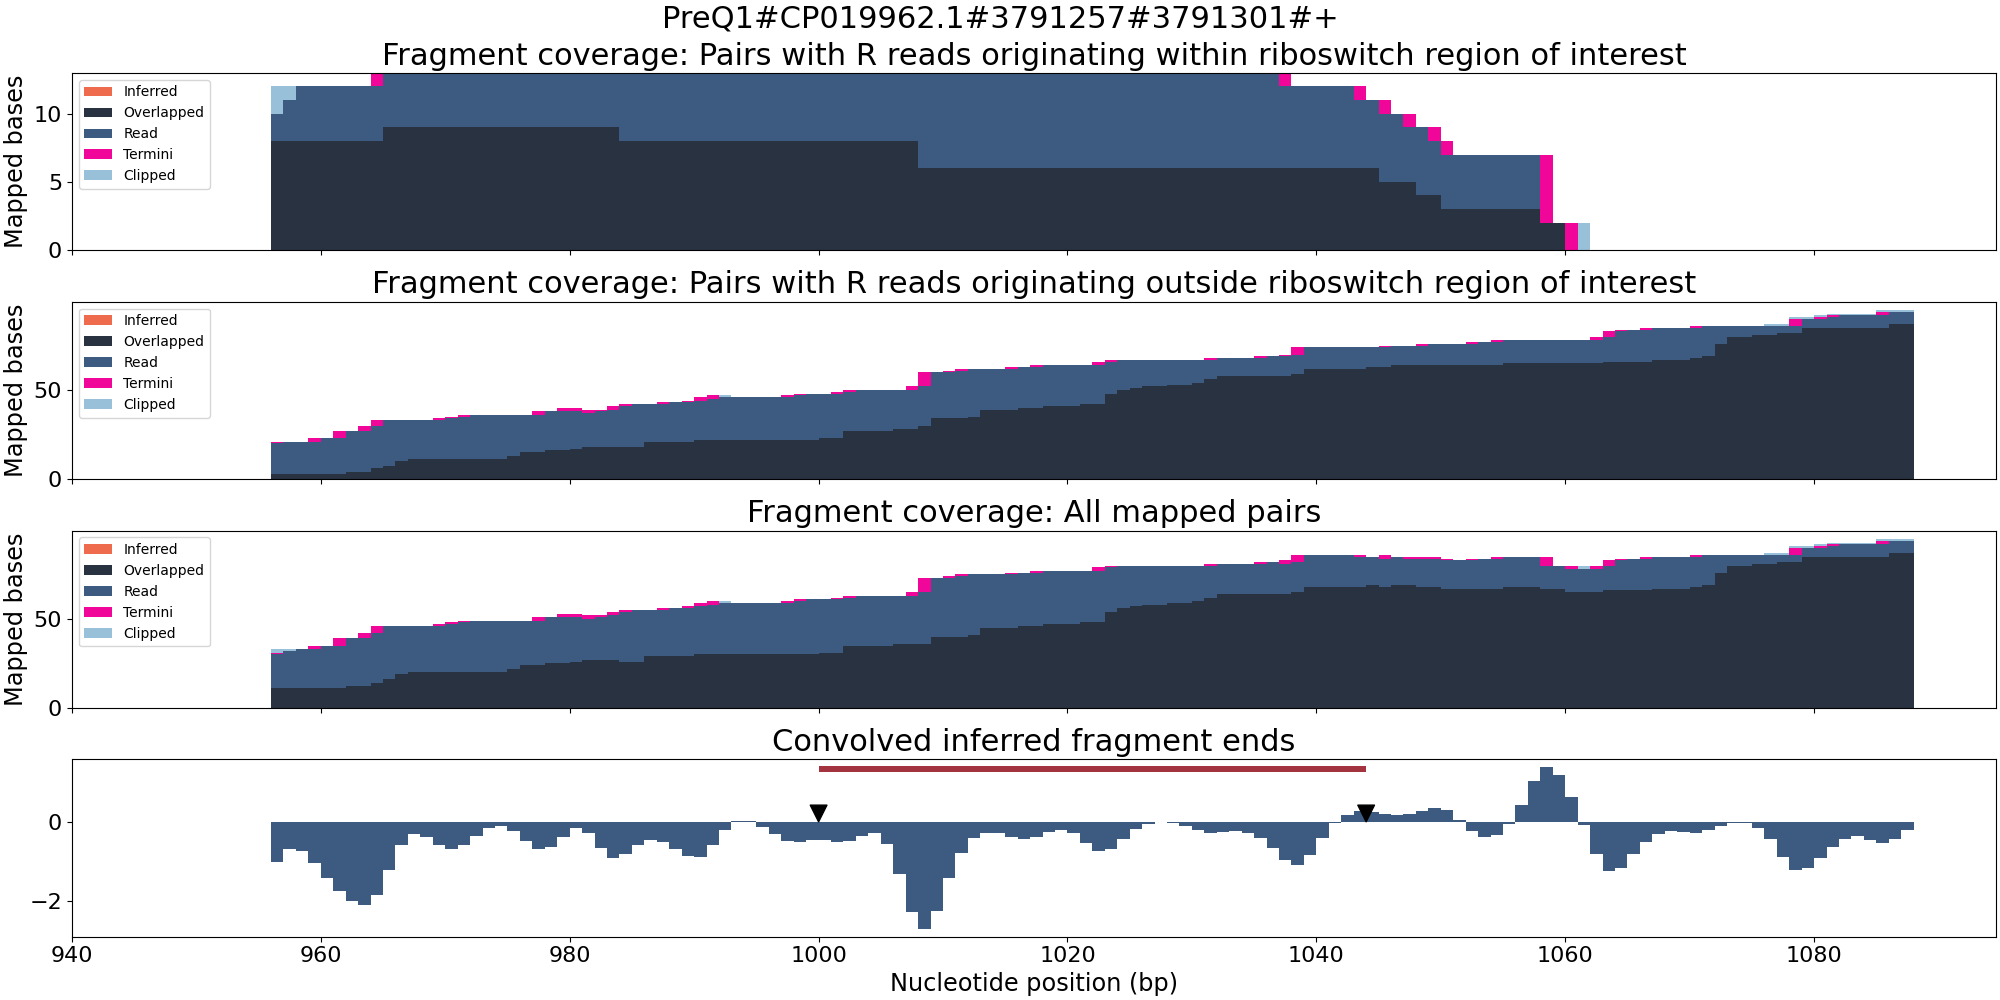 PreQ1#CP019962.1#3791257#3791301#+
Fragment coverage: Pairs with R reads originating within riboswitch region of interest
Mapped bases
10
5
0
Inferred
Overlapped
Read
Termini
Clipped
Fragment coverage: Pairs with R reads originating outside riboswitch region of interest
Mapped bases
50
0
Inferred
Overlapped
Read
Termini
Clipped
Fragment coverage: All mapped pairs
Mapped bases
50
0
Inferred
Overlapped
Read
Termini
Clipped
Convolved inferred fragment ends
0
−2
940 960 980 1000 1020 1040 1060 1080
Nucleotide position (bp)